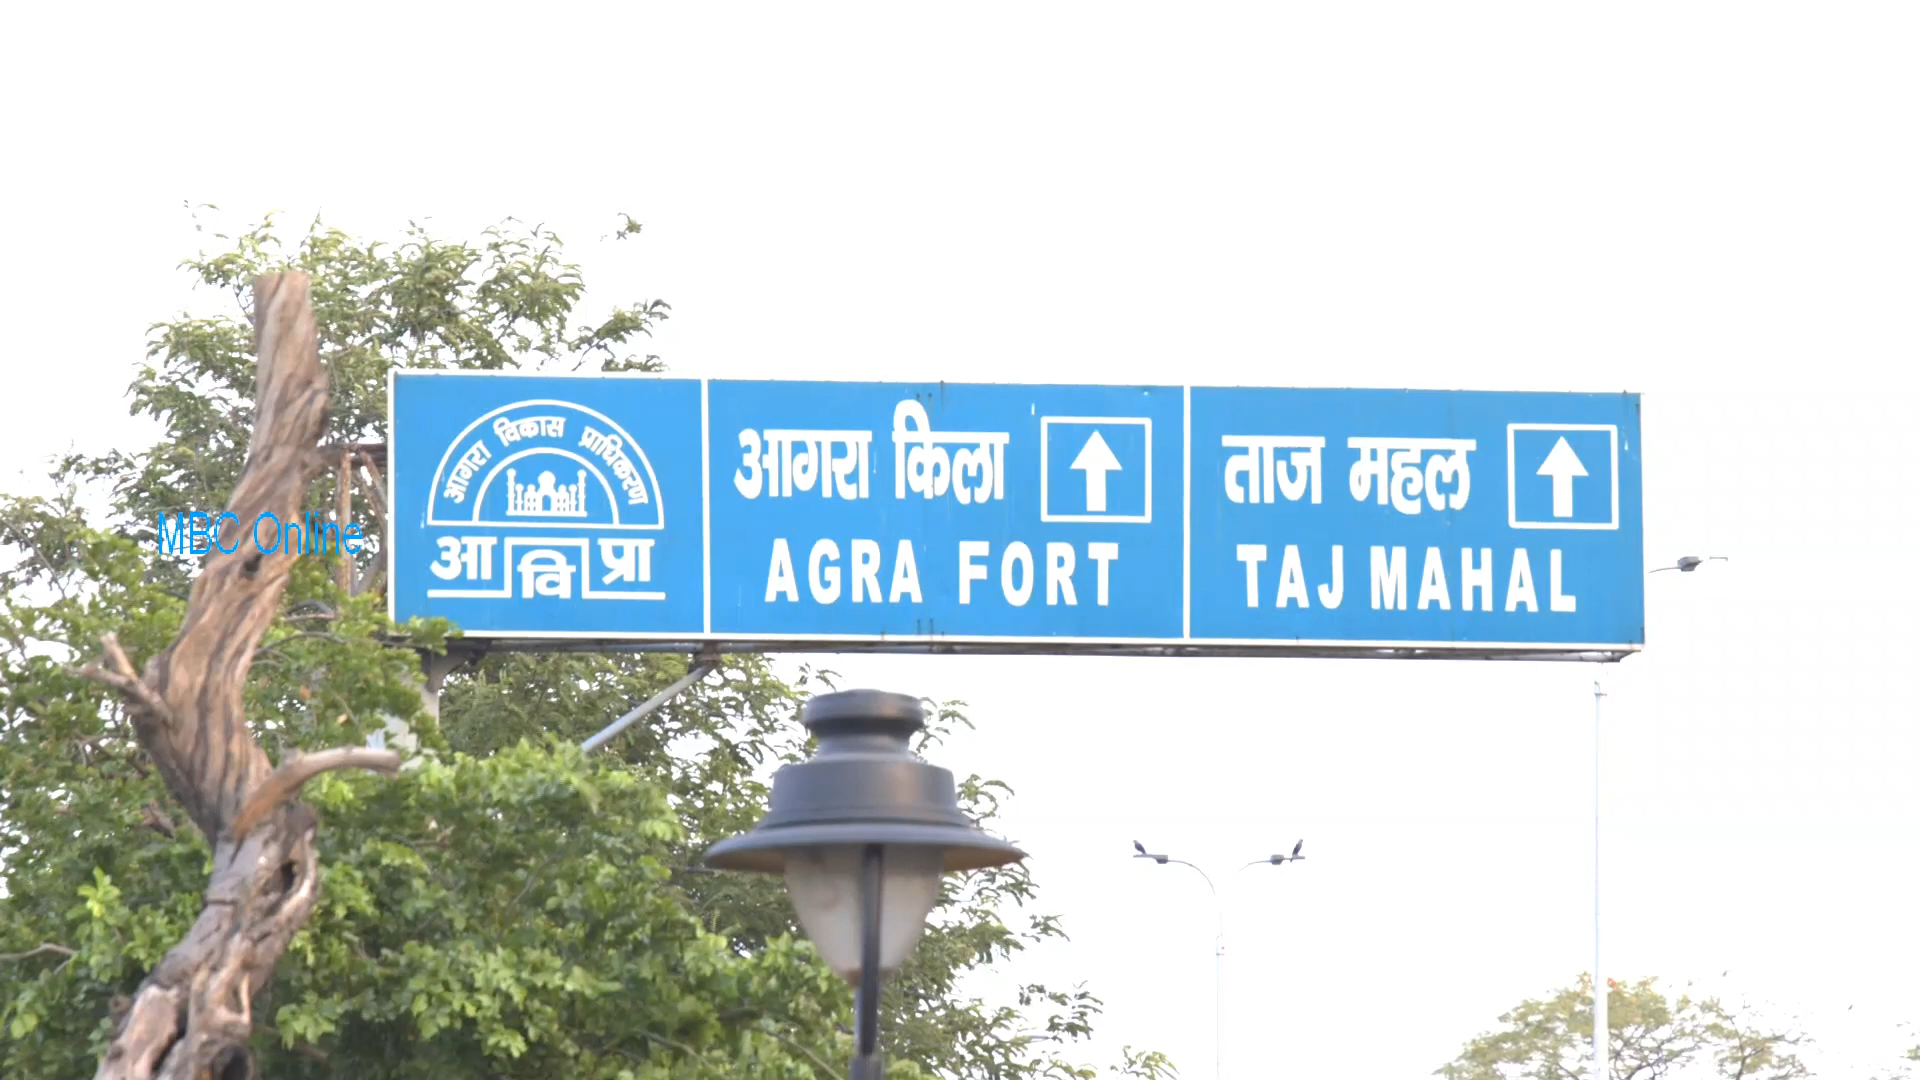 आगरा विकास प्राधिकरण
आ वि प्रा
आगरा किला
AGRA FORT
ताज महल
TAJ MAHAL
MBC Online